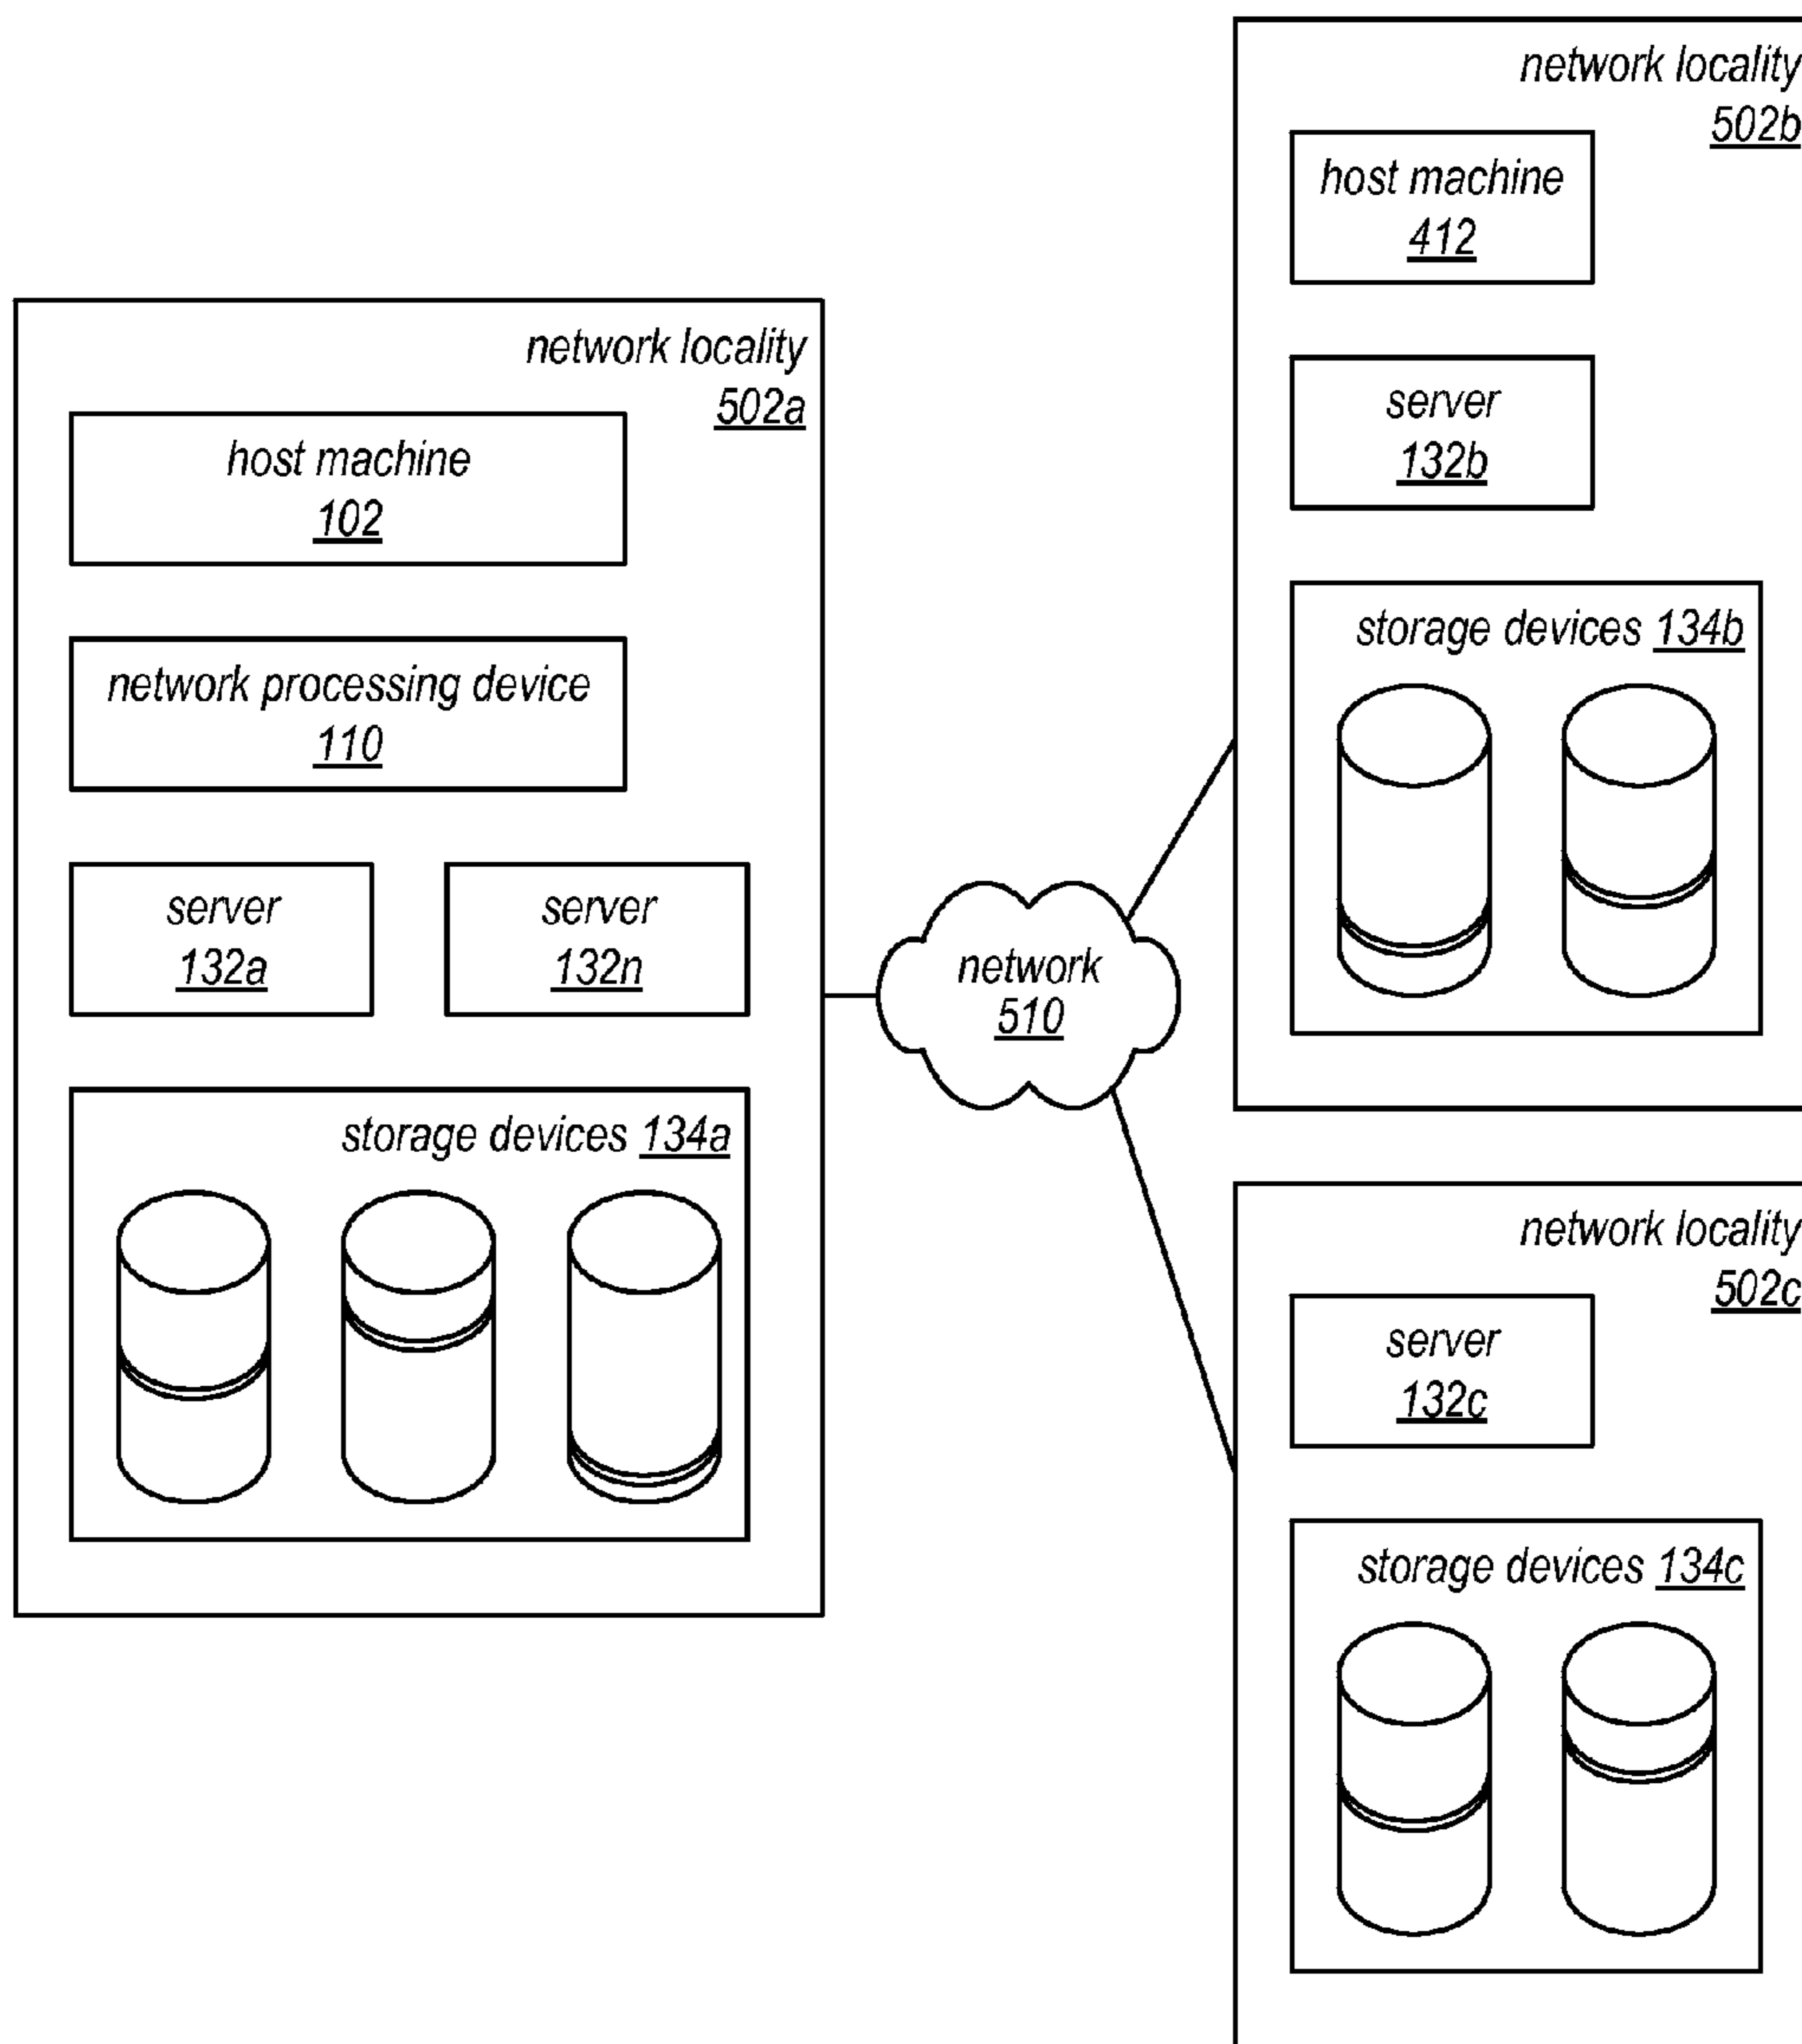 network locality
502a
host machine
102
network processing device
110
server
132a
server
132n
storage devices 134a
network
510
network locality
502b
host machine
412
server
132b
storage devices 134b
network locality
502c
server
132c
storage devices 134c